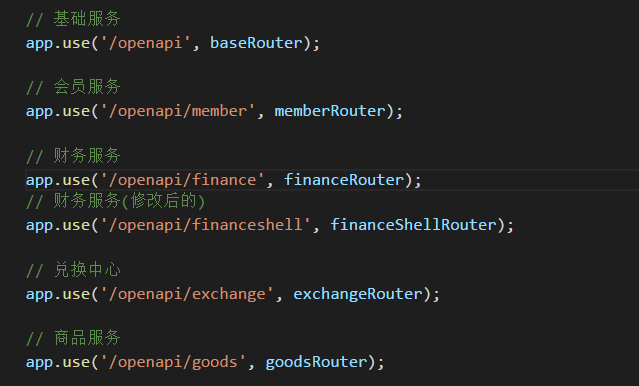 // 基础服务
app.use('/openapi', baseRouter);
// 会员服务
app.use('/openapi/member', memberRouter);
// 财务服务
app.use('/openapi/finance', financeRouter);
// 财务服务(修改后的)
app.use('/openapi/financeshell', financeShellRouter);
// 兑换中心
app.use('/openapi/exchange', exchangeRouter);
// 商品服务
app.use('/openapi/goods', goodsRouter);